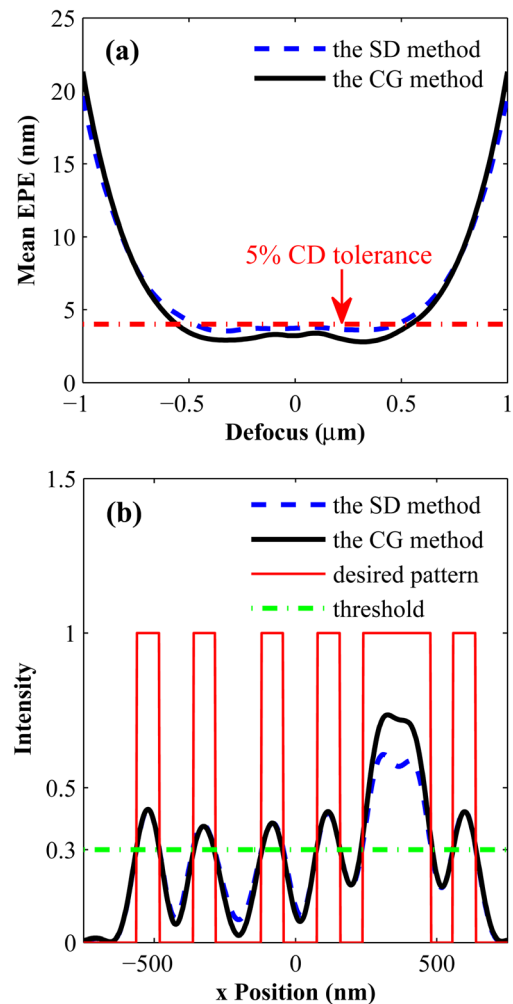 25
(a)
the SD method
the CG method
20
15
10
5
0
Mean EPE (nm)
5% CD tolerance
−1
−0.5
0
0.5
1
Defocus (μm)
1.5
(b)
the SD method
the CG method
desired pattern
threshold
1
0.5
0.3
0
Intensity
−500
0
500
x Position (nm)